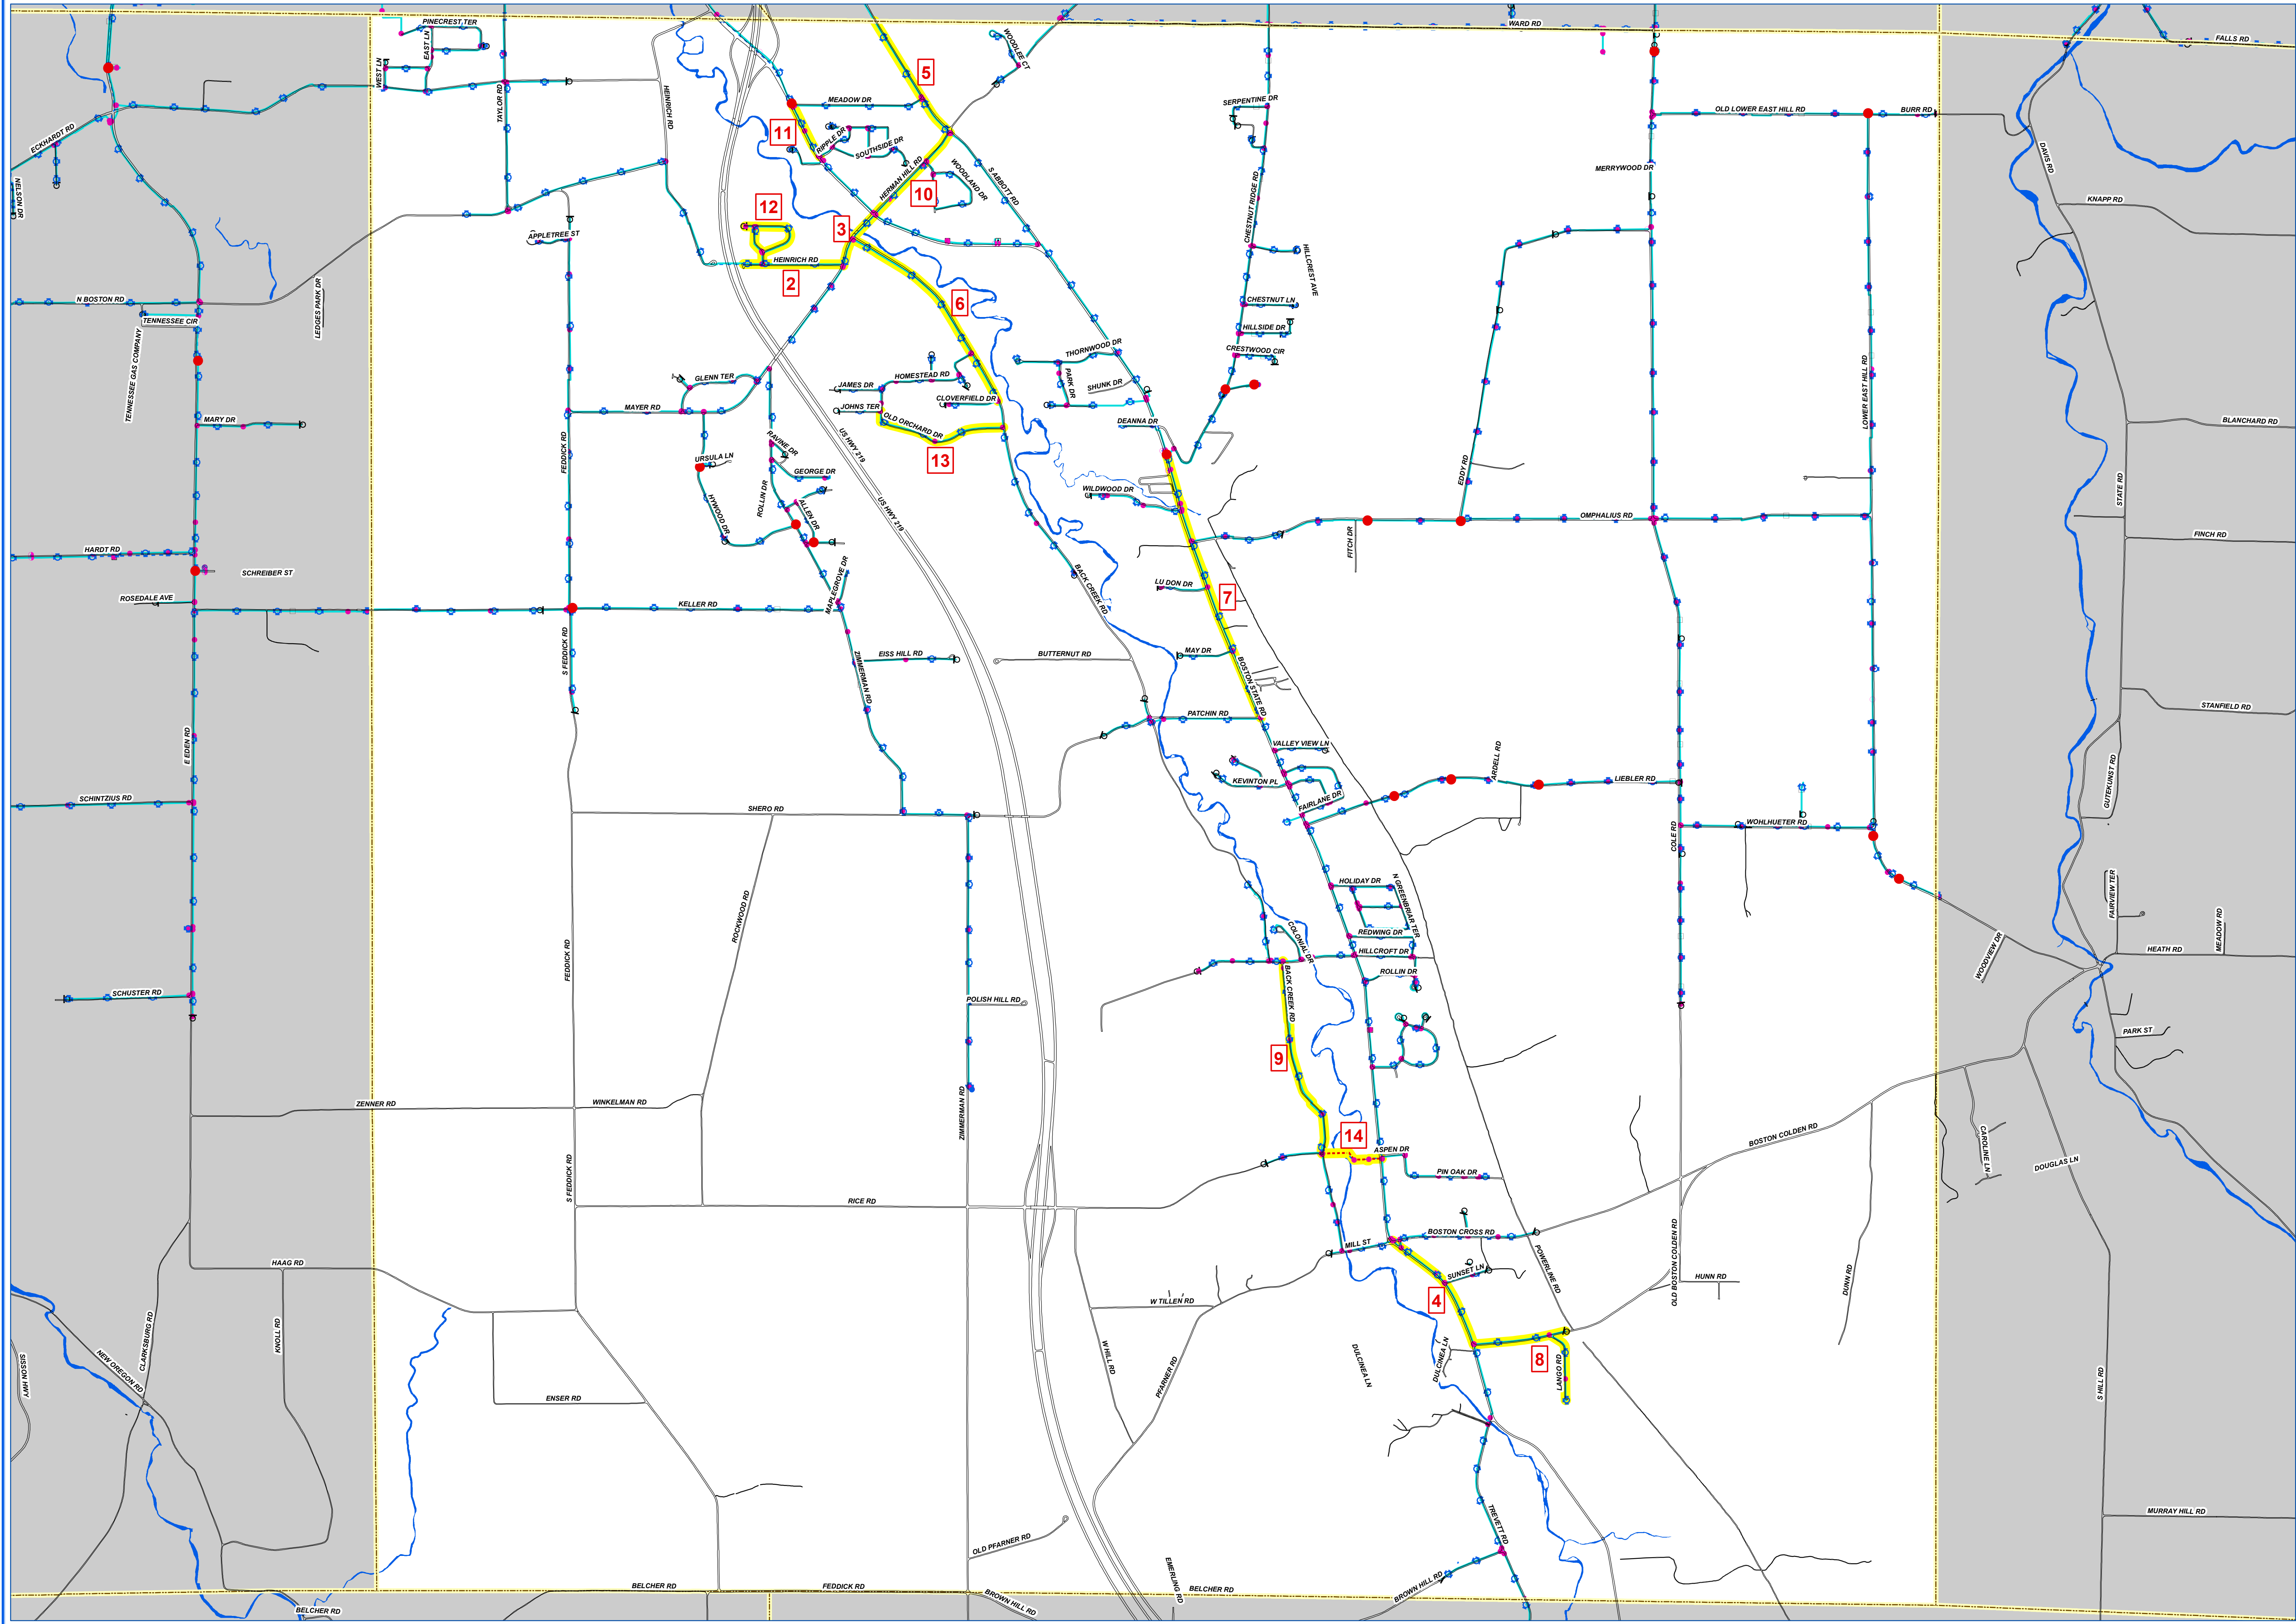 PINECREST TER
WARD RD
FALLS RD
EAST LN
WOODLEE CT
WEST LN
5
TAYLOR RD
HEINRICH RD
MEADOW DR
SERPENTINE DR
OLD LOWER EAST HILL RD
BURR RD
ECKHARDT RD
11
RIPPLE DR
SOUTHSIDE DR
DAVIS RD
MERRYWOOD DR
S ABBOTT RD
WOODLAND DR
HERMAN HILL RD
10
NELSON DR
KNAPP RD
12
CHESTNUT RIDGE RD
3
APPLETREE ST
HEINRICH RD
2
HILLCREST AVE
N BOSTON RD
LEDGES PARK DR
6
CHESTNUT LN
TENNESSEE CIR
HILLSIDE DR
TENNESSEE GAS COMPANY
THORNWOOD DR
CRESTWOOD CIR
GLENN TER
HOMESTEAD RD
JAMES DR
PARK DR
SHUNK DR
LOWER EAST HILL RD
CLOVERFIELD DR
MAYER RD
JOHNS TER
MARY DR
OLD ORCHARD DR
DEANNA DR
BLANCHARD RD
FEDDICK RD
US HWY 219
RAVINE DR
13
URSULA LN
GEORGE DR
EDDY RD
STATE RD
WILDWOOD DR
HYWOOD DR
ROLLIN DR
ALLEN DR
US HWY 219
OMPHALIUS RD
FITCH DR
FINCH RD
HARDT RD
SCHREIBER ST
MAPLEGROVE DR
BACK CREEK RD
LU DON DR
7
ROSEDALE AVE
KELLER RD
S FEDDICK RD
EISS HILL RD
BUTTERNUT RD
MAY DR
ZIMMERMAN RD
BOSTON STATE RD
STANFIELD RD
PATCHIN RD
E EDEN RD
VALLEY VIEW LN
ARDELL RD
KEVINTON PL
LIEBLER RD
GUTEKUNST RD
SCHINTZIUS RD
FAIRLANE DR
SHERO RD
COLE RD
WOHLHUETER RD
HOLIDAY DR
N GREENBRIAR TER
FAIRVIEW TER
ROCKWOOD RD
COLONIAL DR
REDWING DR
MEADOW RD
FEDDICK RD
HILLCROFT DR
HEATH RD
WOODVIEW DR
ROLLIN DR
SCHUSTER RD
BACK CREEK RD
POLISH HILL RD
PARK ST
9
ZENNER RD
WINKELMAN RD
ZIMMERMAN RD
14
BOSTON COLDEN RD
ASPEN DR
CAROLINE LN
DOUGLAS LN
PIN OAK DR
S FEDDICK RD
RICE RD
BOSTON CROSS RD
MILL ST
OLD BOSTON COLDEN RD
HAAG RD
POWERLINE RD
SUNSET LN
HUNN RD
DUNN RD
4
W TILLEN RD
CLARKSBURG RD
KNOLL RD
W HILL RD
DULCINEA LN
DULCINEA LN
8
LANGO RD
SISSON HWY
NEW OREGON RD
PFARNER RD
S HILL RD
ENSER RD
MURRAY HILL RD
TREVETT RD
OLD PFARNER RD
EMERLING RD
BROWN HILL RD
BELCHER RD
FEDDICK RD
BELCHER RD
BROWN HILL RD
BELCHER RD